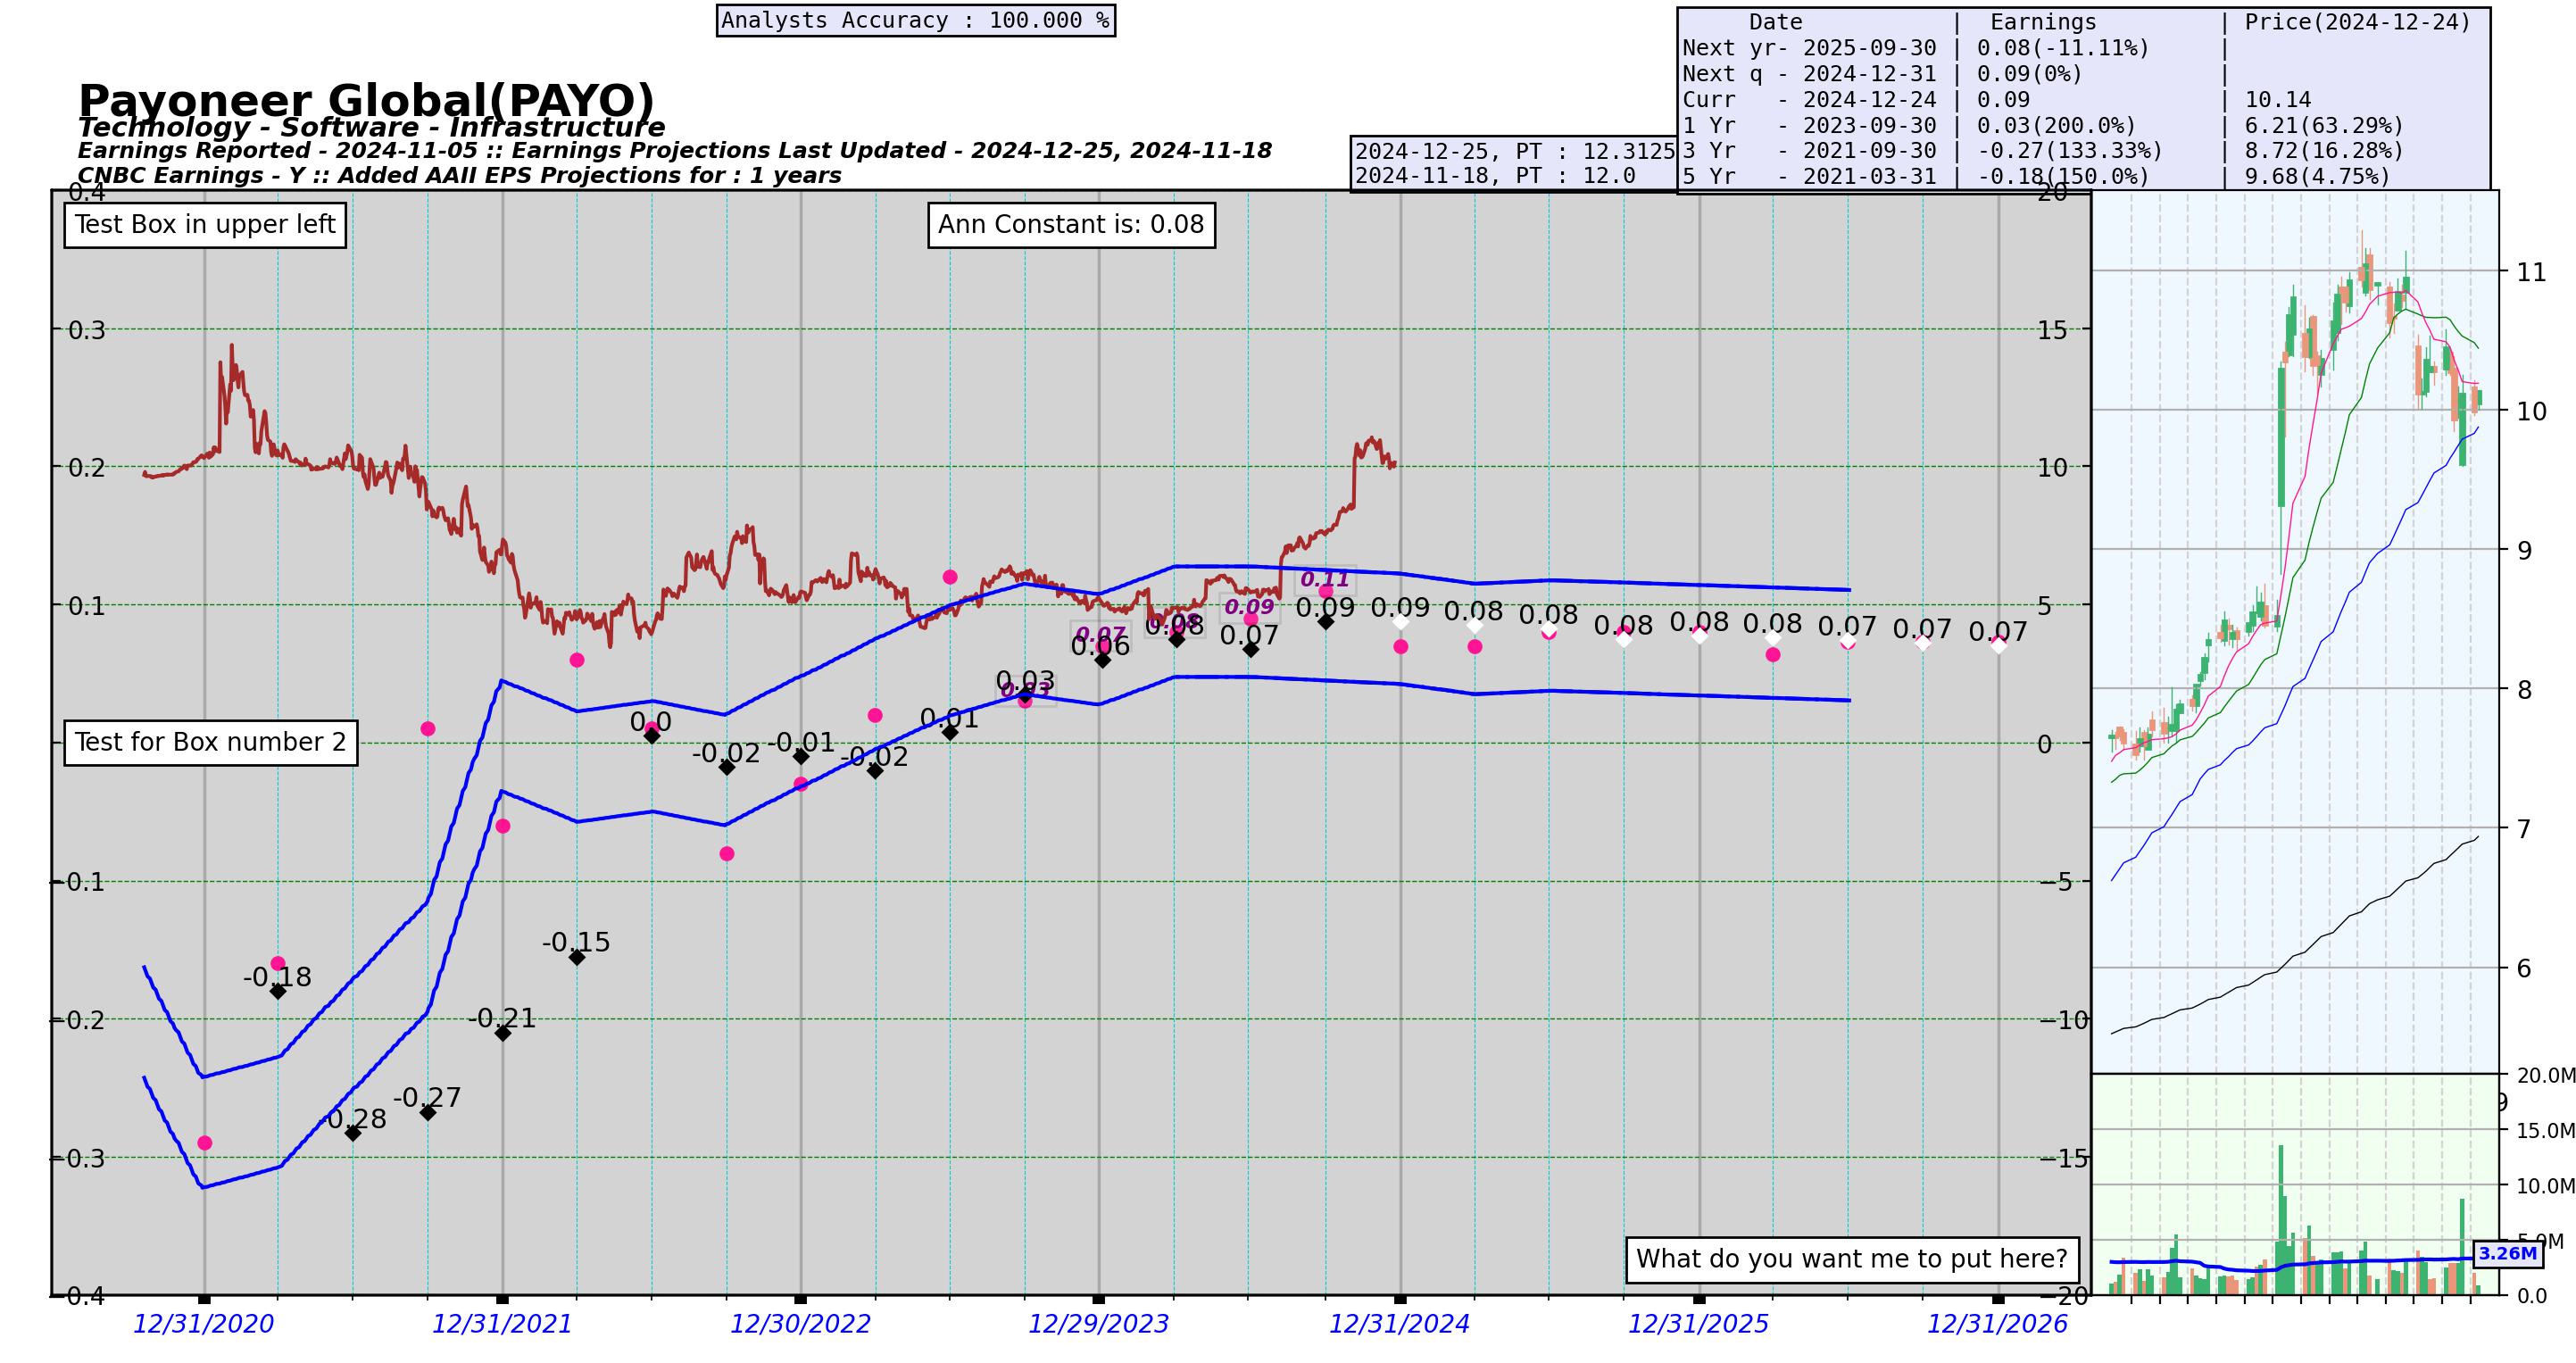 Analysts Accuracy : 100.000 %
Date | Earnings | Price(2024-12-24)
Next yr- 2025-09-30 | 0.08(-11.11%) |
Next q - 2024-12-31 | 0.09(0%) |
Curr - 2024-12-24 | 0.09 | 10.14
1 Yr - 2023-09-30 | 0.03(200.0%) | 6.21(63.29%)
3 Yr - 2021-09-30 | -0.27(133.33%) | 8.72(16.28%)
5 Yr - 2021-03-31 | -0.18(150.0%) | 9.68(4.75%)
Payoneer Global(PAYO)
Technology - Software - Infrastructure
Earnings Reported - 2024-11-05 :: Earnings Projections Last Updated - 2024-12-25, 2024-11-18
CNBC Earnings - Y :: Added AAII EPS Projections for : 1 years
2024-12-25, PT : 12.3125
2024-11-18, PT : 12.0
Test Box in upper left
Ann Constant is: 0.08
Test for Box number 2
What do you want me to put here?
0.4
0.3
0.2
0.1
−0.1
−0.2
−0.3
−0.4
20
15
10
5
0
−5
−10
−15
−20
-0.18
-0.28
-0.27
-0.21
-0.15
0.0
-0.02
-0.01
-0.02
0.01
0.03
0.03
0.07
0.06
0.08
0.08
0.09
0.07
0.11
0.09
0.09
0.08
0.08
0.08
0.08
0.08
0.07
0.07
0.07
11
10
9
8
7
6
20.0M
9
15.0M
10.0M
5.0M
3.26M
0.0
12/31/2020
12/31/2021
12/30/2022
12/29/2023
12/31/2024
12/31/2025
12/31/2026